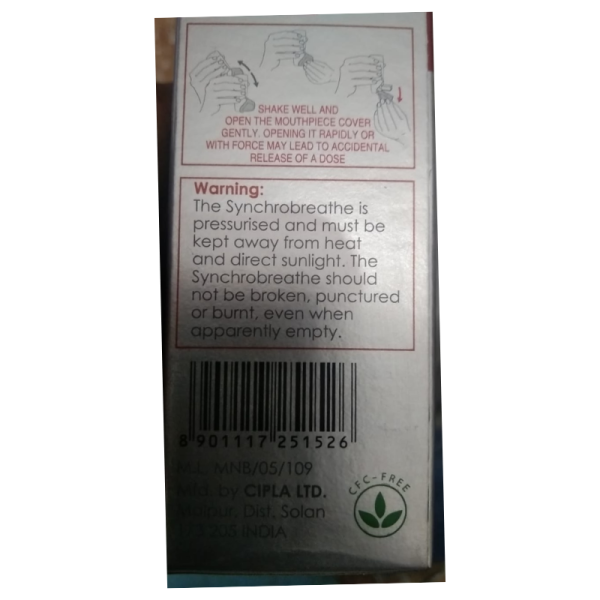 SHAKE WELL AND
OPEN THE MOUTHPIECE COVER
GENTLY. OPENING IT RAPIDLY OR
WITH FORCE MAY LEAD TO ACCIDENTAL
RELEASE OF A DOSE
Warning:
The Synchrobreathe is
pressurised and must be
kept away from heat
and direct sunlight. The
Synchrobreathe should
not be broken, punctured
or burnt, even when
apparently empty.
8 901117 251526
M.L. MNB/05/109
Mfd. by CIPLA LTD.
Malpur, Dist. Solan
205 INDIA
CFC-FREE